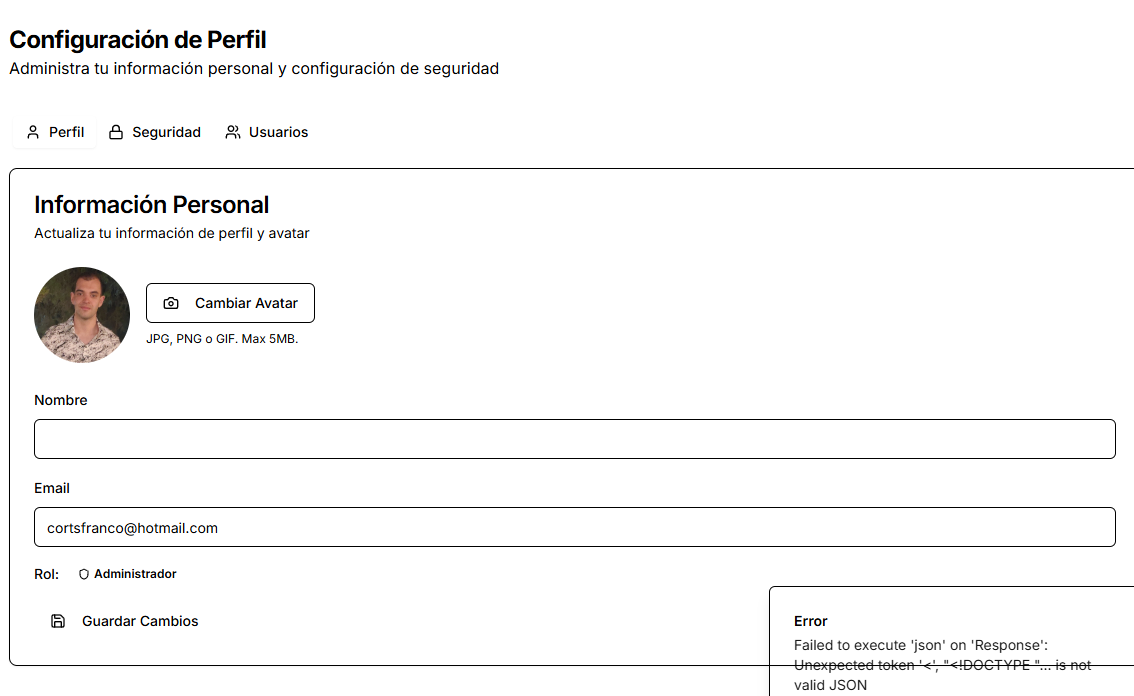 Configuración de Perfil
Administra tu información personal y configuración de seguridad
Perfil Seguridad Usuarios
Información Personal
Actualiza tu información de perfil y avatar
Cambiar Avatar
JPG, PNG o GIF. Max 5MB.
Nombre
Email
cortsfranco@hotmail.com
Rol: Administrador
Guardar Cambios
Error
Failed to execute 'json' on 'Response':
Unexpected token '<', "<!DOCTYPE "... is not
valid JSON